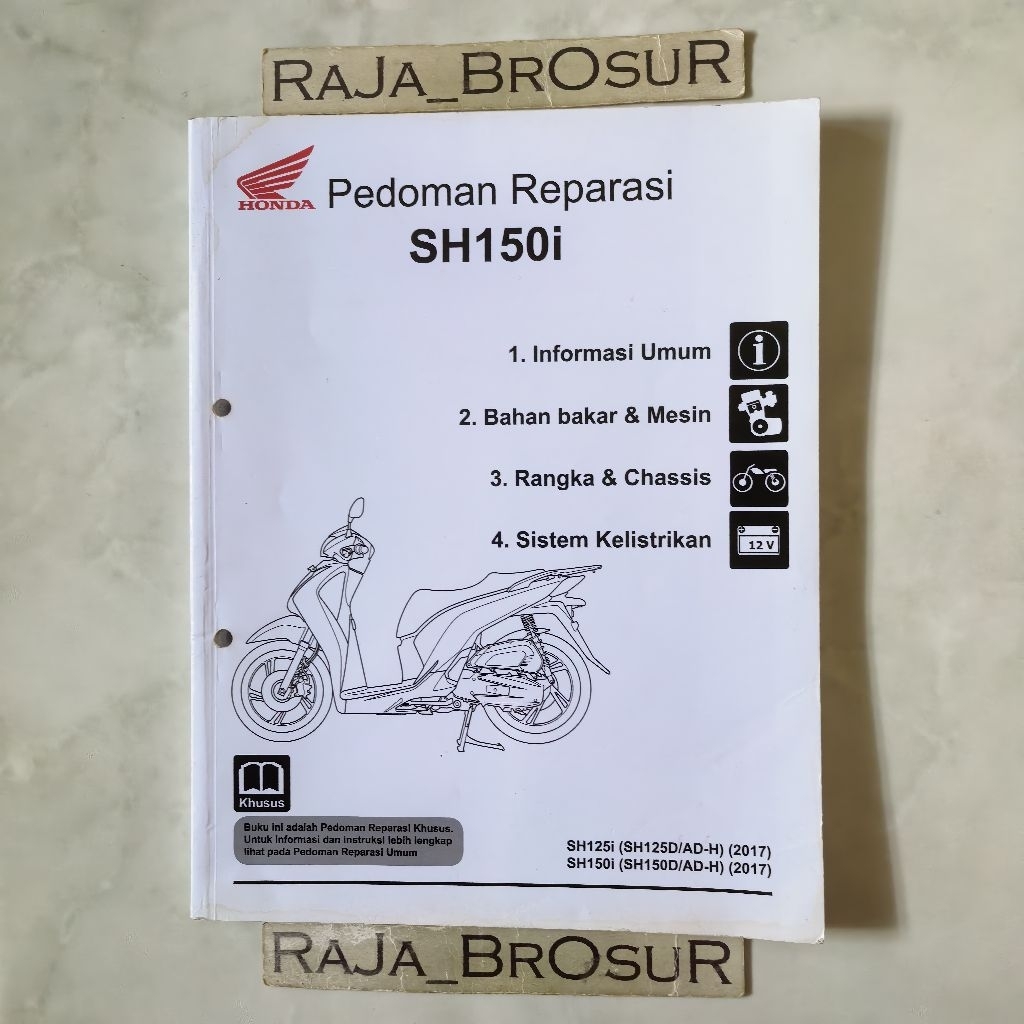 RAJA_BROSUR
HONDA
Pedoman Reparasi
SH150i
1. Informasi Umum
2. Bahan bakar & Mesin
3. Rangka & Chassis
4. Sistem Kelistrikan
12 V
Khusus
Buku ini adalah Pedoman Reparasi Khusus.
Untuk informasi dan instruksi lebih lengkap
lihat pada Pedoman Reparasi Umum
SH125i (SH125D/AD-H) (2017)
SH150i (SH150D/AD-H) (2017)
RAJA_BROSUR